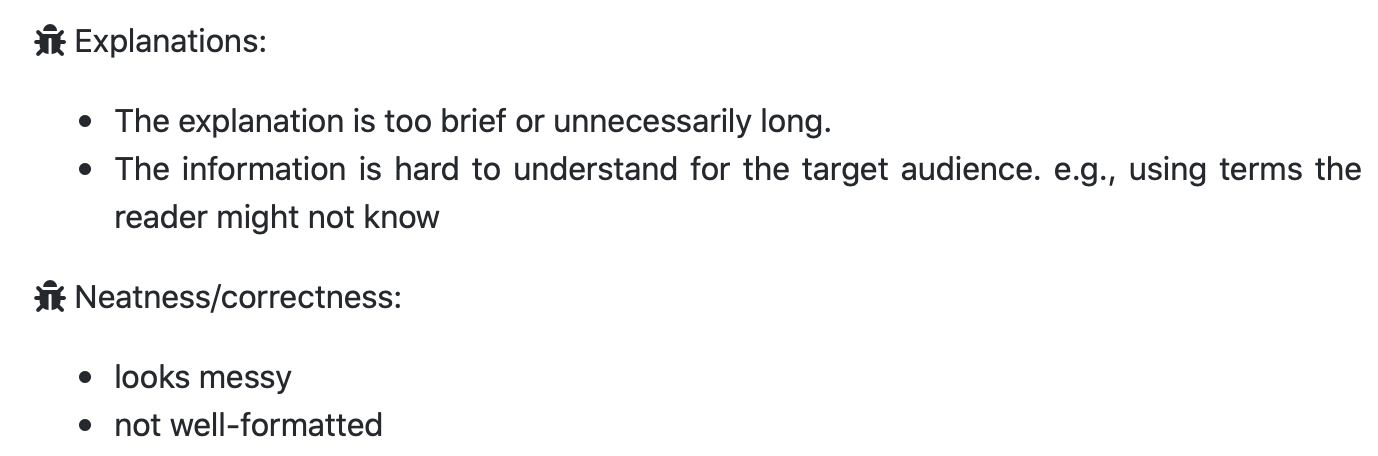 Explanations:
The explanation is too brief or unnecessarily long.
The information is hard to understand for the target audience. e.g., using terms the
reader might not know
Neatness/correctness:
looks messy
not well-formatted